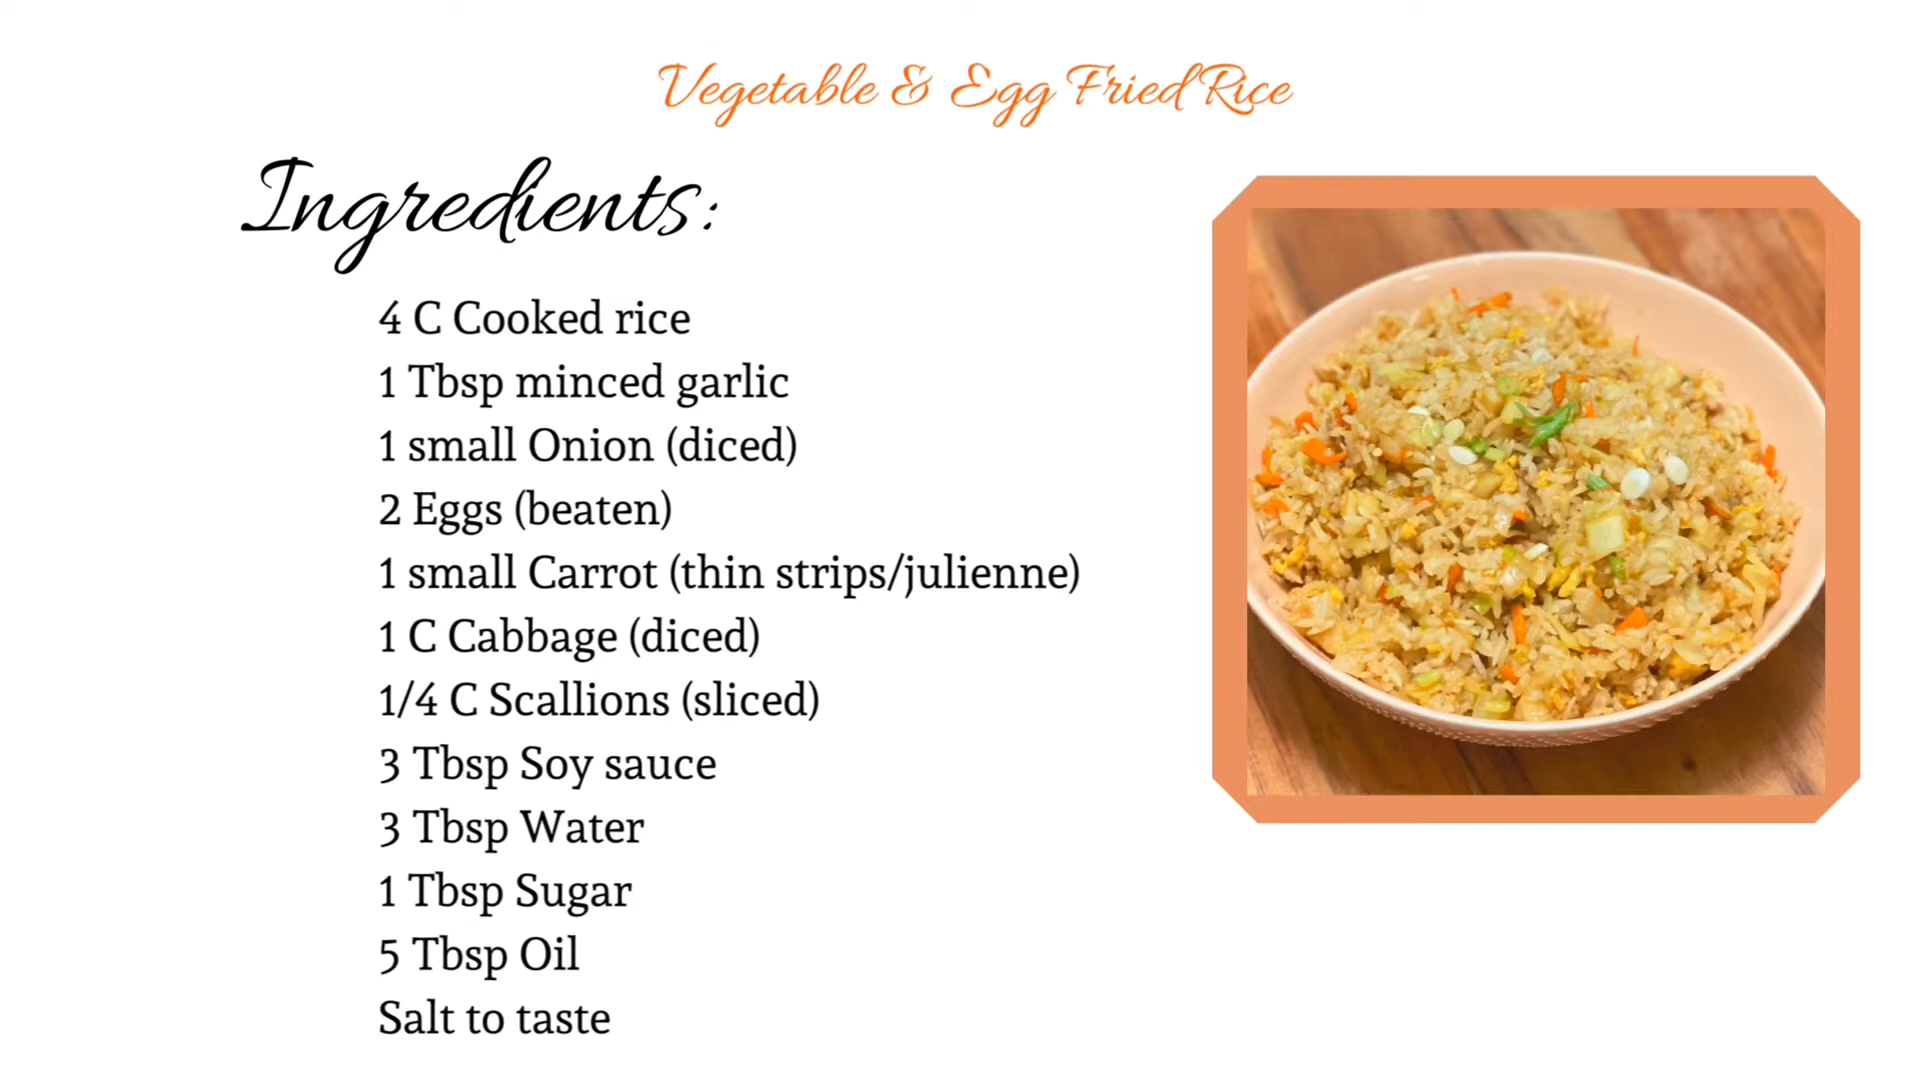 Vegetable & Egg Fried Rice
Ingredients:
4 C Cooked rice
1 Tbsp minced garlic
1 small Onion (diced)
2 Eggs (beaten)
1 small Carrot (thin strips/julienne)
1 C Cabbage (diced)
1/4 C Scallions (sliced)
3 Tbsp Soy sauce
3 Tbsp Water
1 Tbsp Sugar
5 Tbsp Oil
Salt to taste